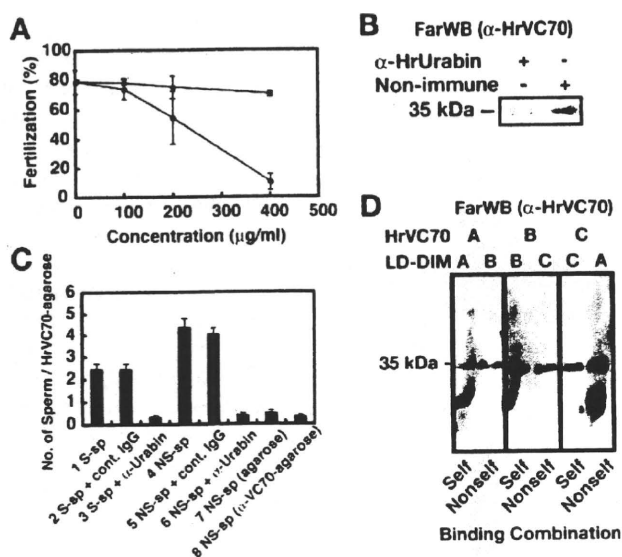 A
Fertilization (%)
100
80
60
40
20
0
0 100 200 300 400 500
Concentration (μg/ml)
B
FarWB (α-HrVC70)
α-HrUrabin + -
Non-immune - +
35 kDa
C
No. of Sperm / HrVC70-agarose
6
5
4
3
2
1
0
1 S-sp
2 S-sp + cont. IgG
3 S-sp + α-Urabin
4 NS-sp
5 NS-sp + cont. IgG
6 NS-sp + α-Urabin
7 NS-sp (agarose)
8 NS-sp (α-VC70-agarose)
D
FarWB (α-HrVC70)
HrVC70 A B C
LD-DIM A B B C C A
35 kDa
Self Nonself Self Nonself Self Nonself
Binding Combination